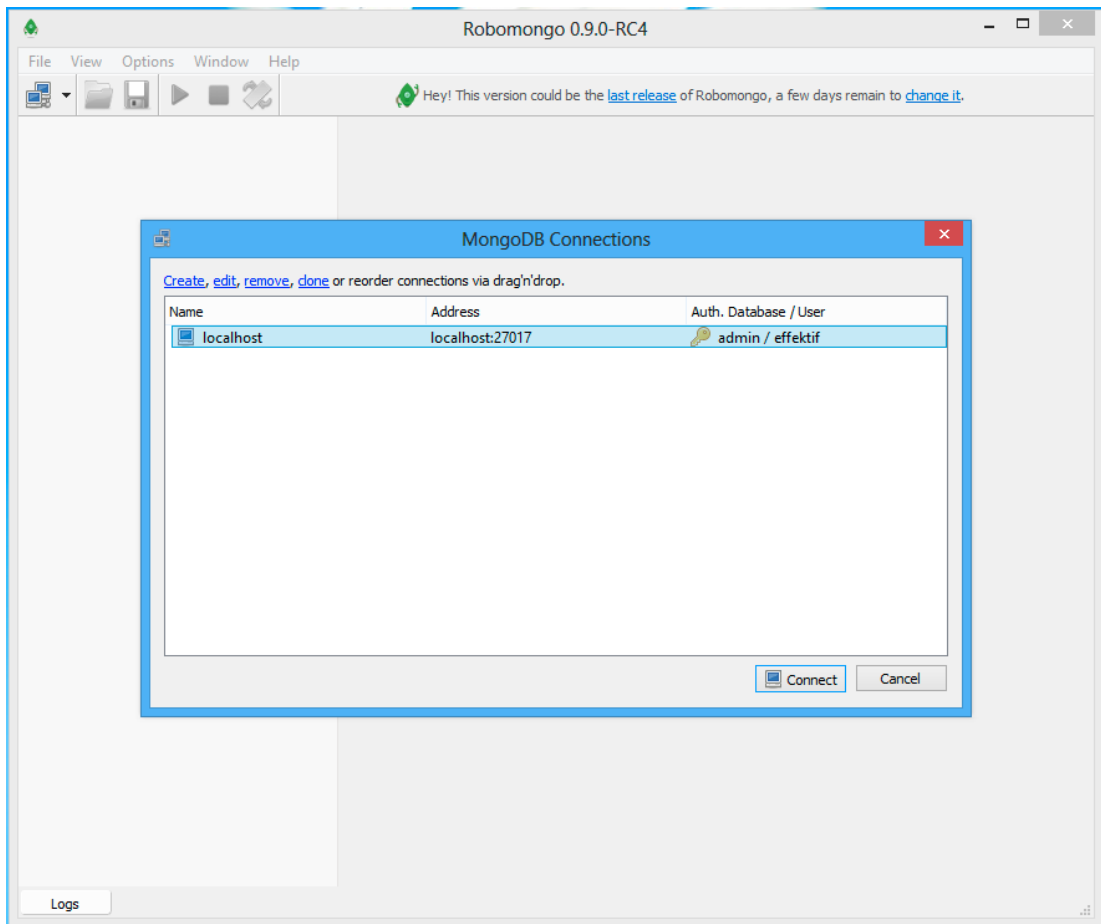 Robomongo 0.9.0-RC4
File View Options Window Help
Hey! This version could be the last release of Robomongo, a few days remain to change it.
MongoDB Connections
Create, edit, remove, clone or reorder connections via drag'n'drop.
Name Address Auth. Database / User
localhost localhost:27017 admin / effektif
Connect Cancel
Logs